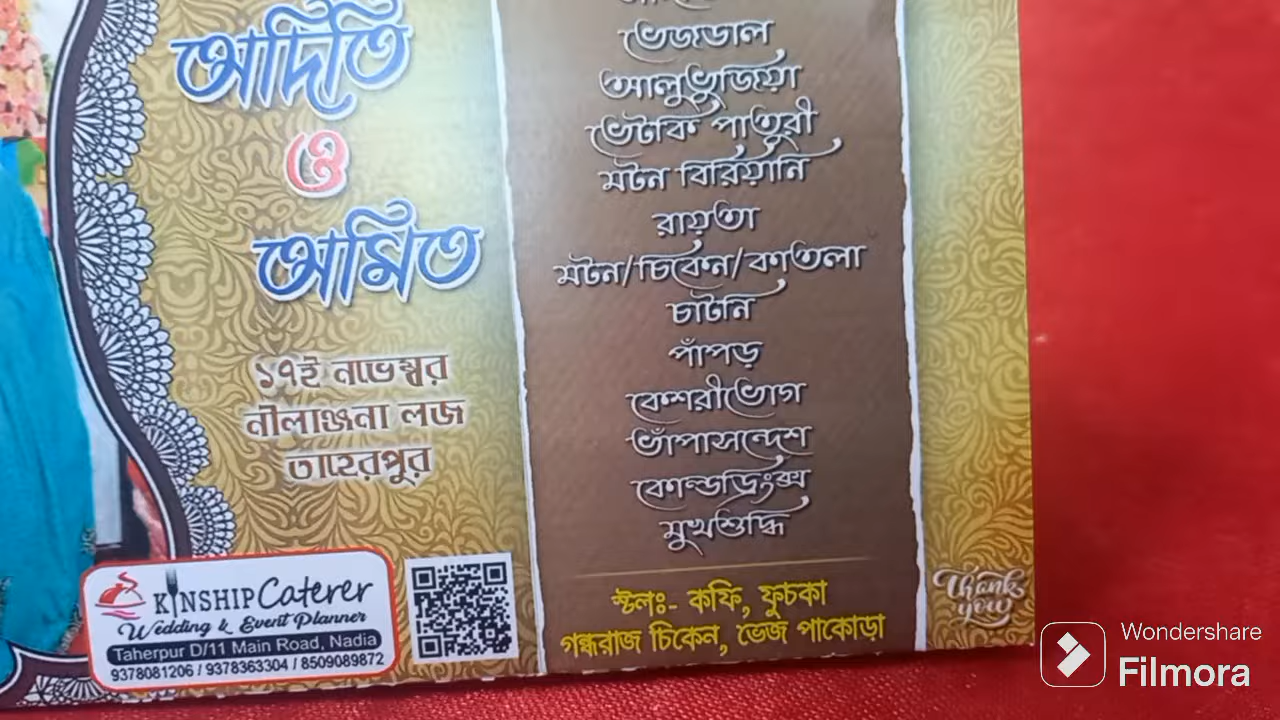 অদিতি
ও
অমিত
১৭ই নভেম্বর
নীলাঞ্জনা লজ
তাহেরপুর
KINSHIP Caterer
Wedding & Event Planner
Taherpur D/11 Main Road, Nadia
9378081206 / 9378363304 / 8509089872
ভেজডাল
আলুভুজিয়া
ভেটকি পাতুরী
মটন বিরিয়ানি
রায়তা
মটন/চিকেন/কাতলা
চাটনি
পাঁপড়
কেশরীভোগ
ভাঁপাসন্দেশ
কোল্ডড্রিংক্স
মুখশুদ্ধি
স্টলঃ- কফি, ফুচকা
গন্ধরাজ চিকেন, ভেজ পাকোড়া
Thank you
Wondershare
Filmora